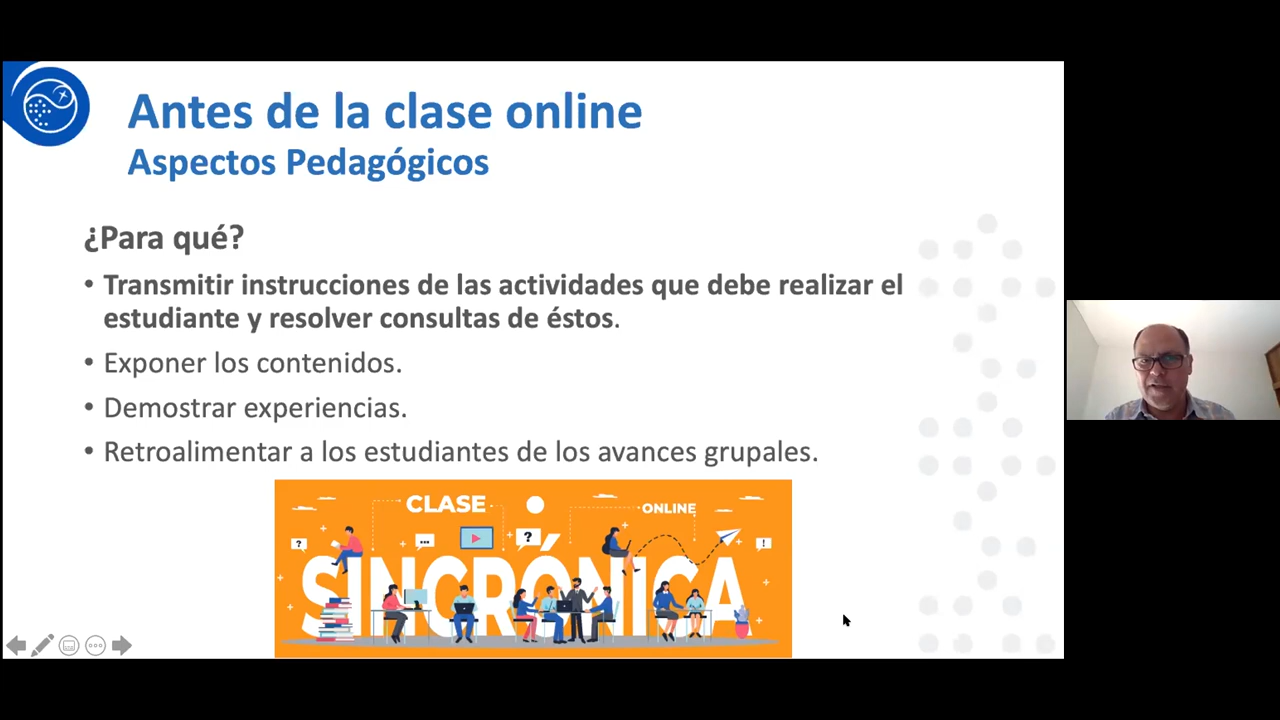 Antes de la clase online
Aspectos Pedagógicos
¿Para qué?
• Transmitir instrucciones de las actividades que debe realizar el
estudiante y resolver consultas de éstos.
• Exponer los contenidos.
• Demostrar experiencias.
• Retroalimentar a los estudiantes de los avances grupales.
CLASE
ONLINE
?
...
?
!
SINCRÓNICA